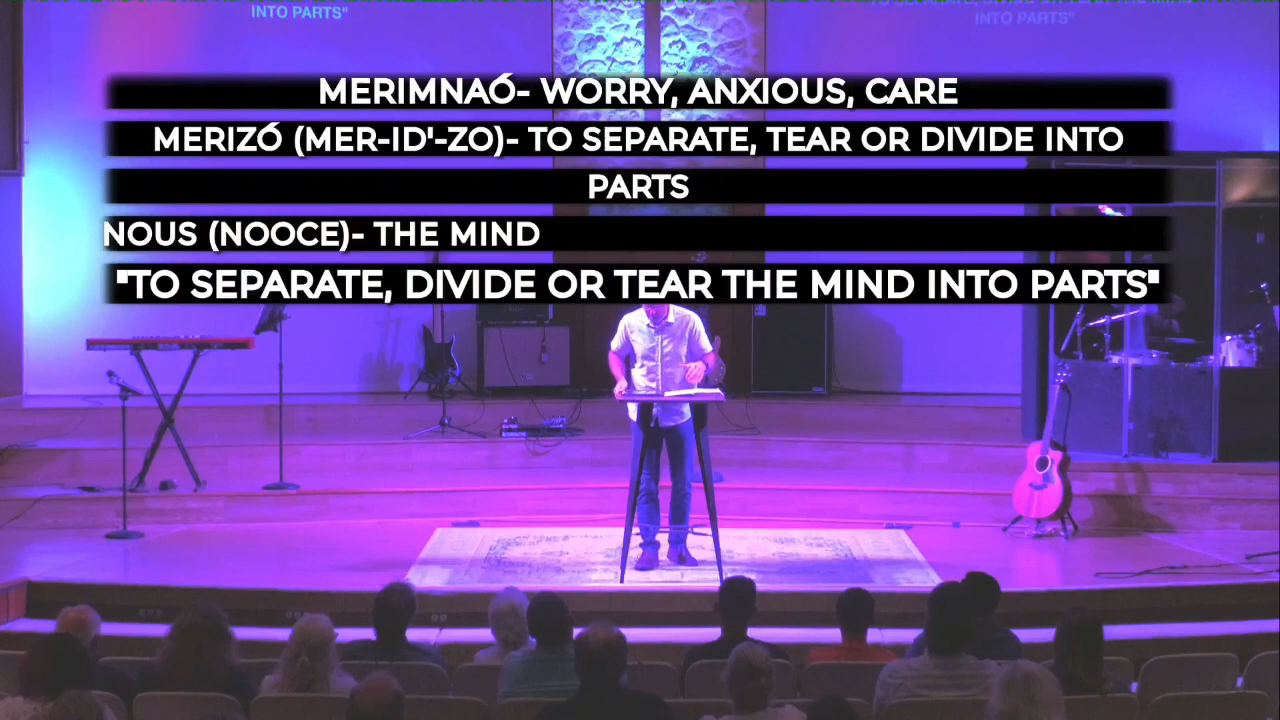 INTO PARTS"
INTO PARTS"
MERIMNAÓ- WORRY, ANXIOUS, CARE
MERIZÓ (MER-ID'-ZO)- TO SEPARATE, TEAR OR DIVIDE INTO
PARTS
NOUS (NOOCE)- THE MIND
"TO SEPARATE, DIVIDE OR TEAR THE MIND INTO PARTS"